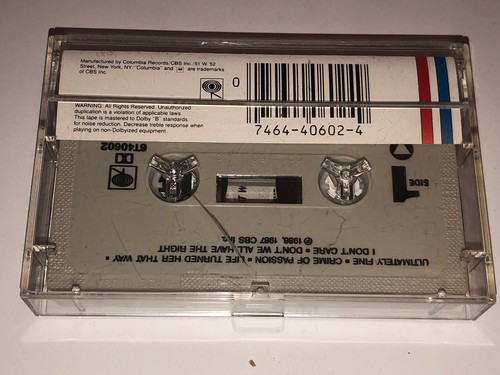 Manufactured by Columbia Records/CBS Inc./51 W. 52
Street, New York, NY/"Columbia" and are trademarks
of CBS Inc.
0
7464-40602-4
WARNING: All Rights Reserved. Unauthorized
duplication is a violation of applicable laws.
This tape is mastered to Dolby "B" standards
for noise reduction. Decrease treble response when
playing on non-Dolbyized equipment.
ULTIMATELY FINE • CRIME OF PASSION • LIFE TURNED HER THAT WAY •
I DON'T CARE • DON'T WE ALL HAVE THE RIGHT
℗ 1986, 1987 CBS Inc.
SIDE
1
6T40602